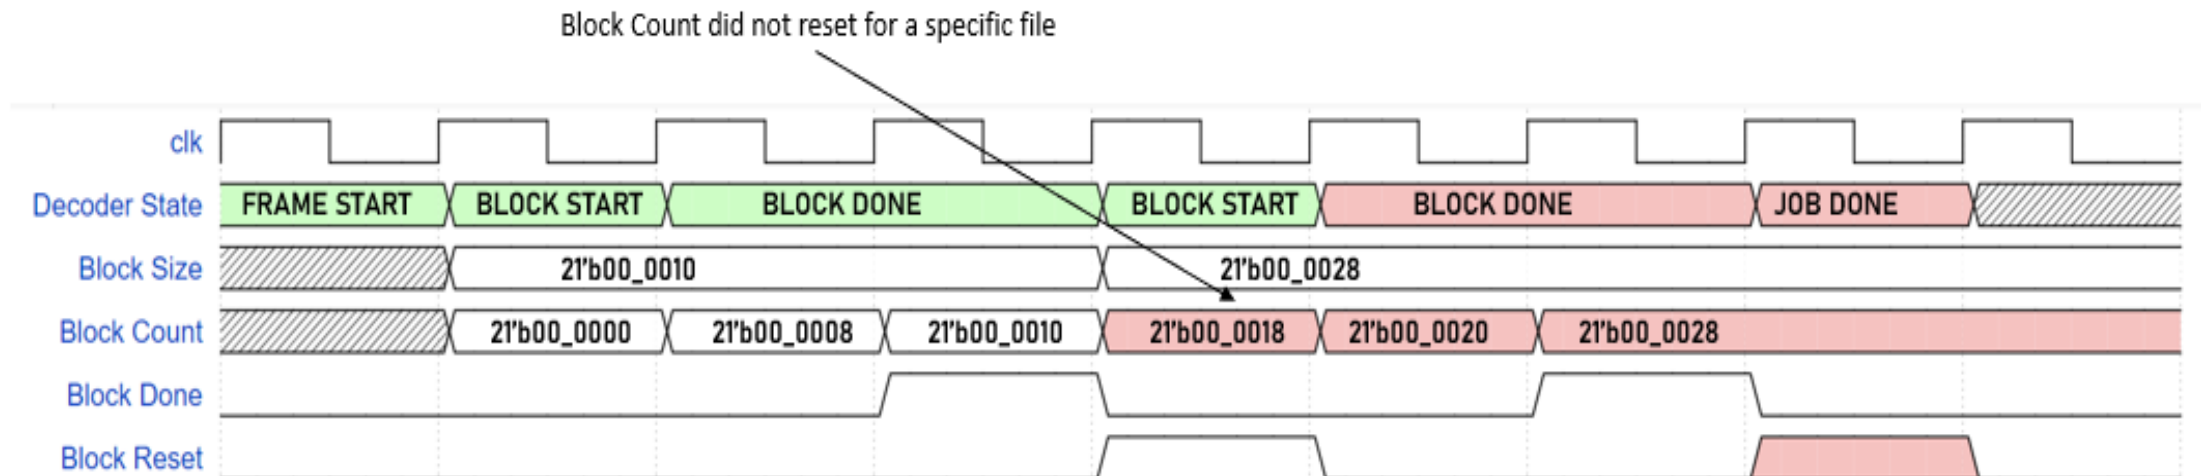 Block Count did not reset for a specific file
clk
Decoder State FRAME START BLOCK START BLOCK DONE BLOCK START BLOCK DONE JOB DONE
Block Size 21'b00_0010 21'b00_0028
Block Count 21'b00_0000 21'b00_0008 21'b00_0010 21'b00_0018 21'b00_0020 21'b00_0028
Block Done
Block Reset